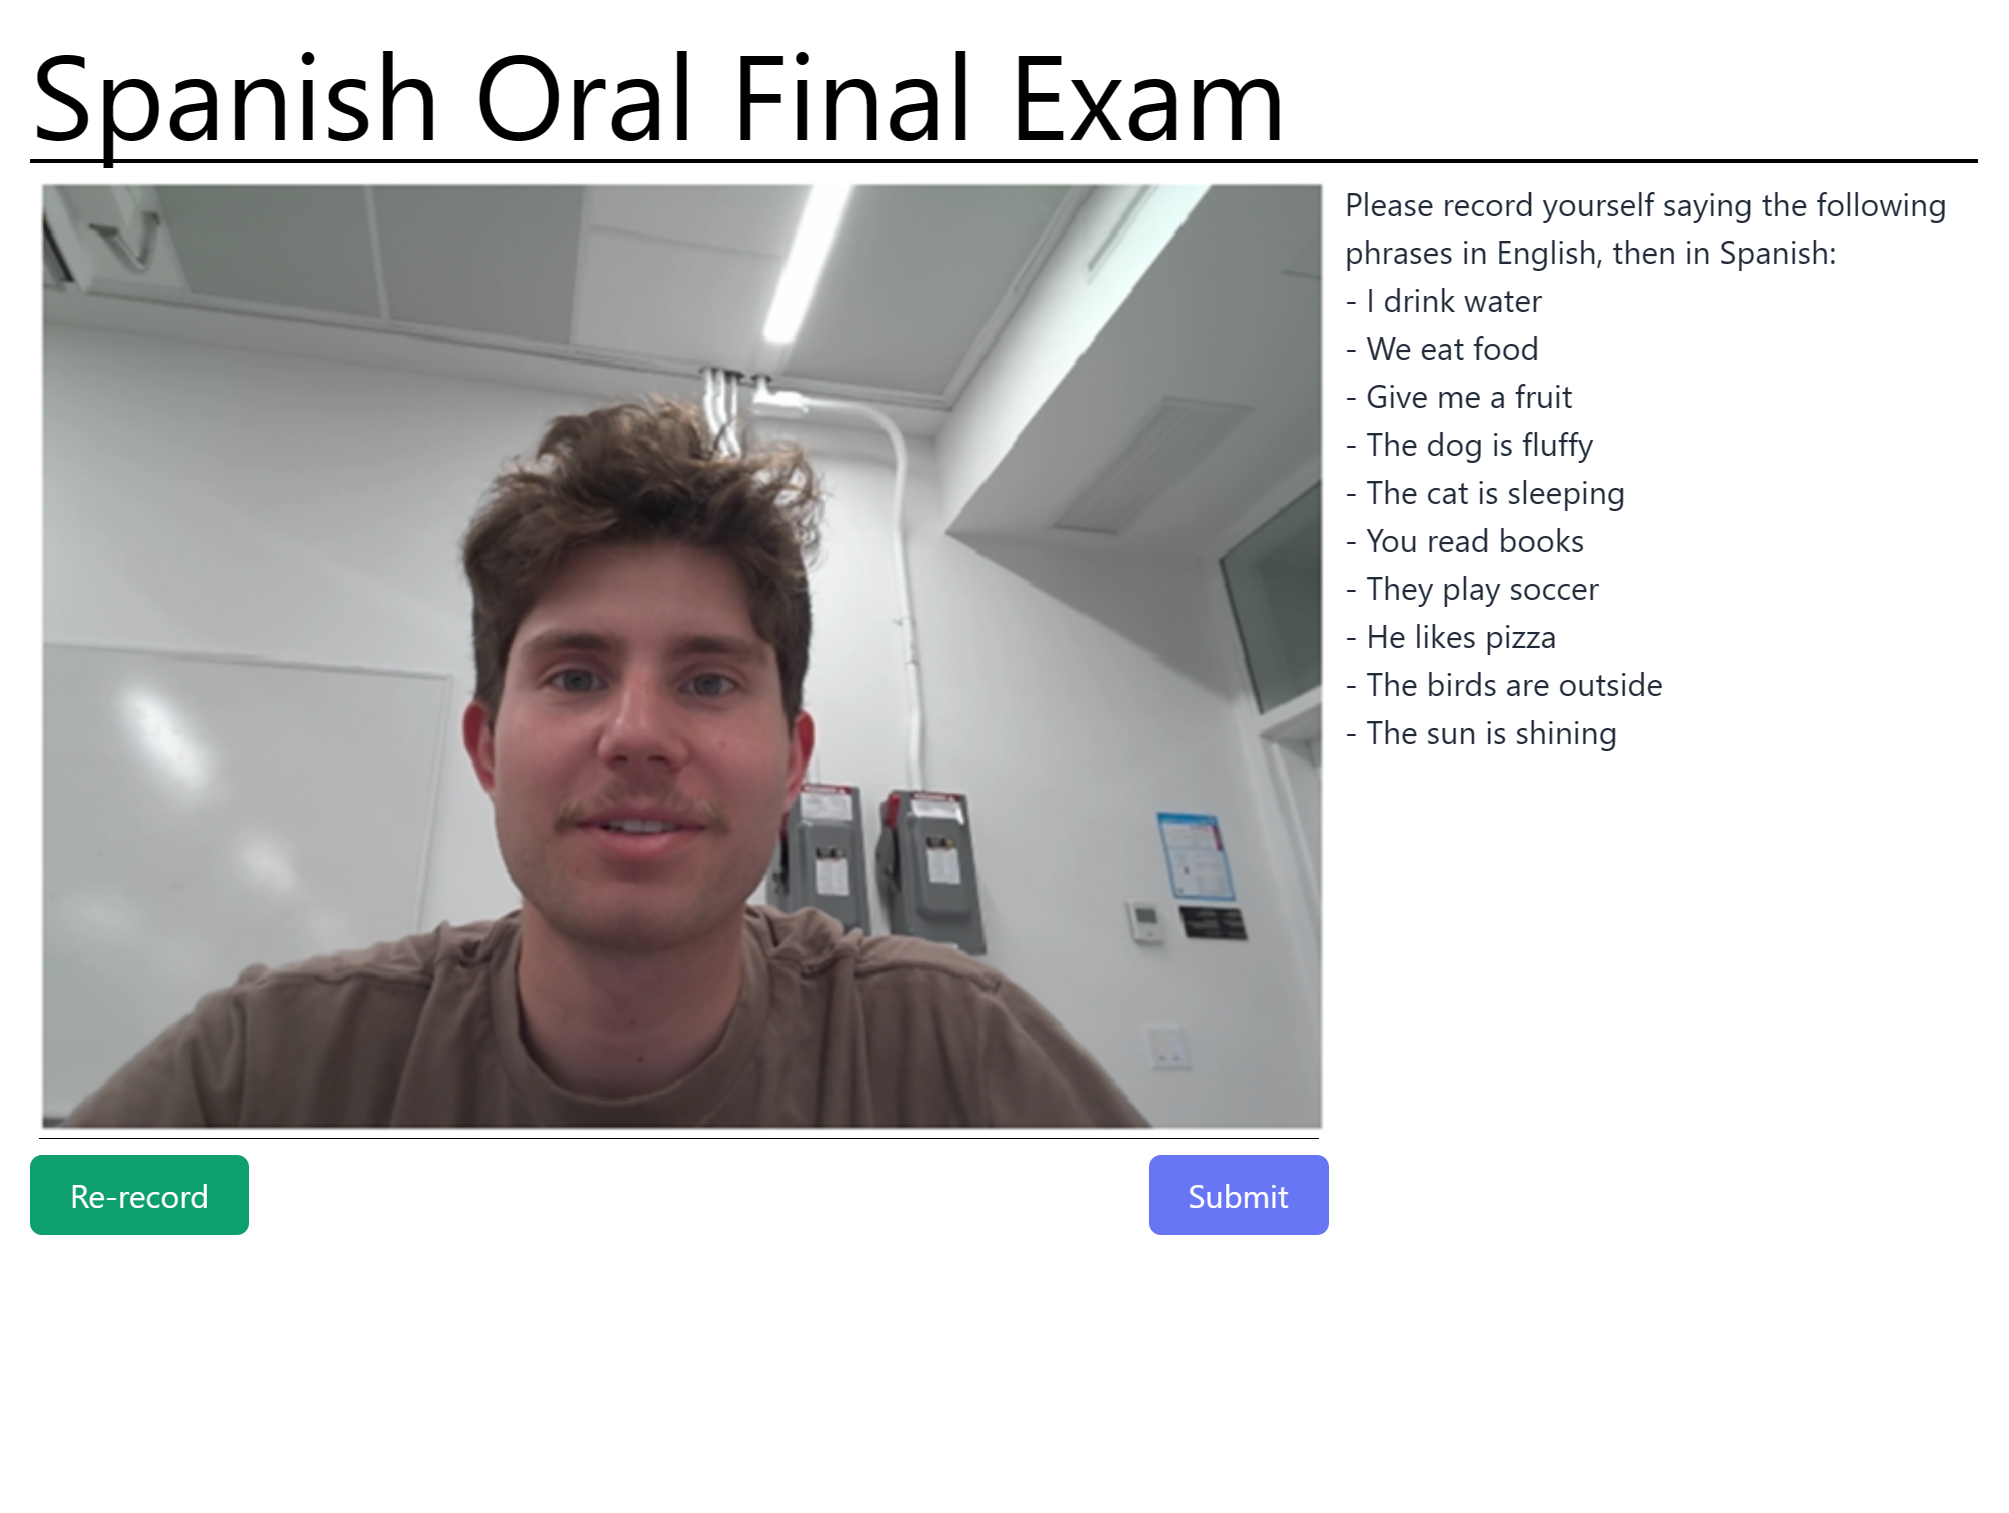 Spanish Oral Final Exam
Please record yourself saying the following
phrases in English, then in Spanish:
- I drink water
- We eat food
- Give me a fruit
- The dog is fluffy
- The cat is sleeping
- You read books
- They play soccer
- He likes pizza
- The birds are outside
- The sun is shining
Re-record
Submit